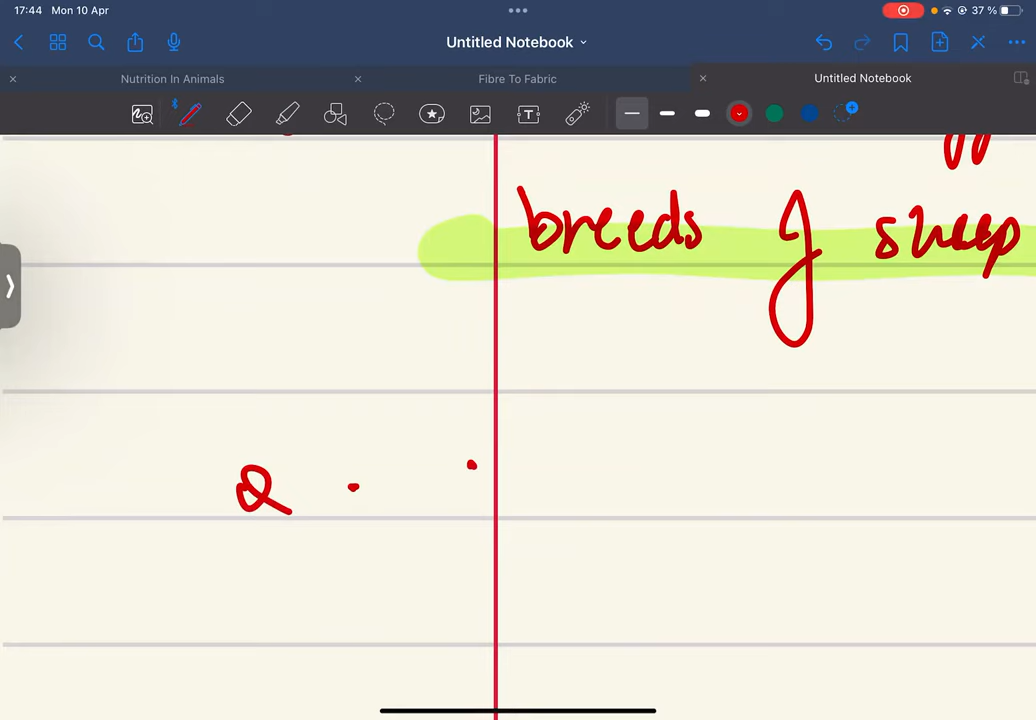 17:44 Mon 10 Apr 37 %
Untitled Notebook
Nutrition In Animals Fibre To Fabric Untitled Notebook
breeds of sheep
Q .